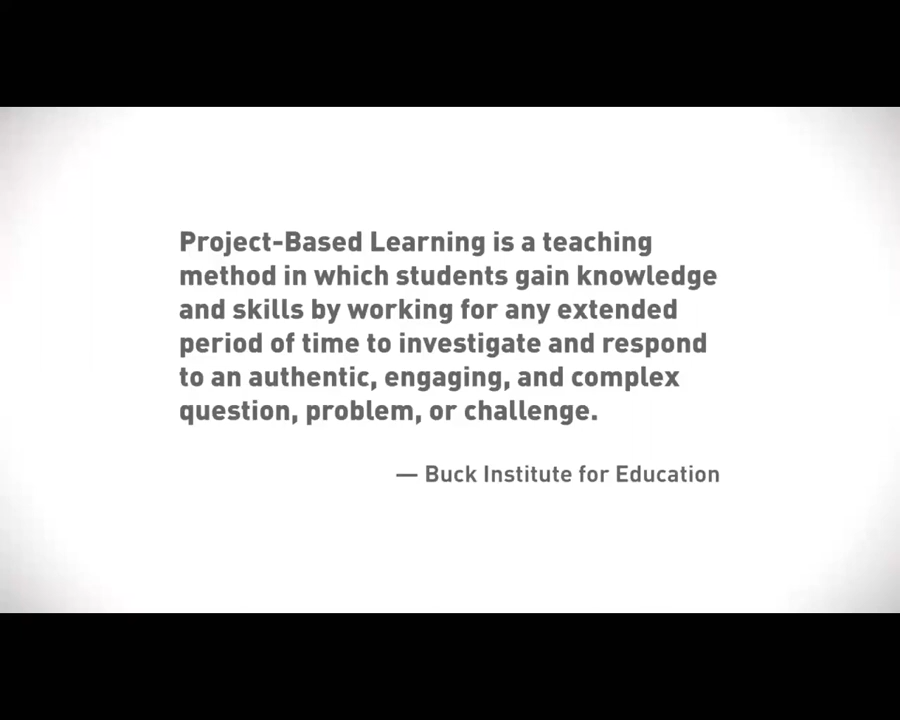 Project-Based Learning is a teaching
method in which students gain knowledge
and skills by working for any extended
period of time to investigate and respond
to an authentic, engaging, and complex
question, problem, or challenge.
— Buck Institute for Education